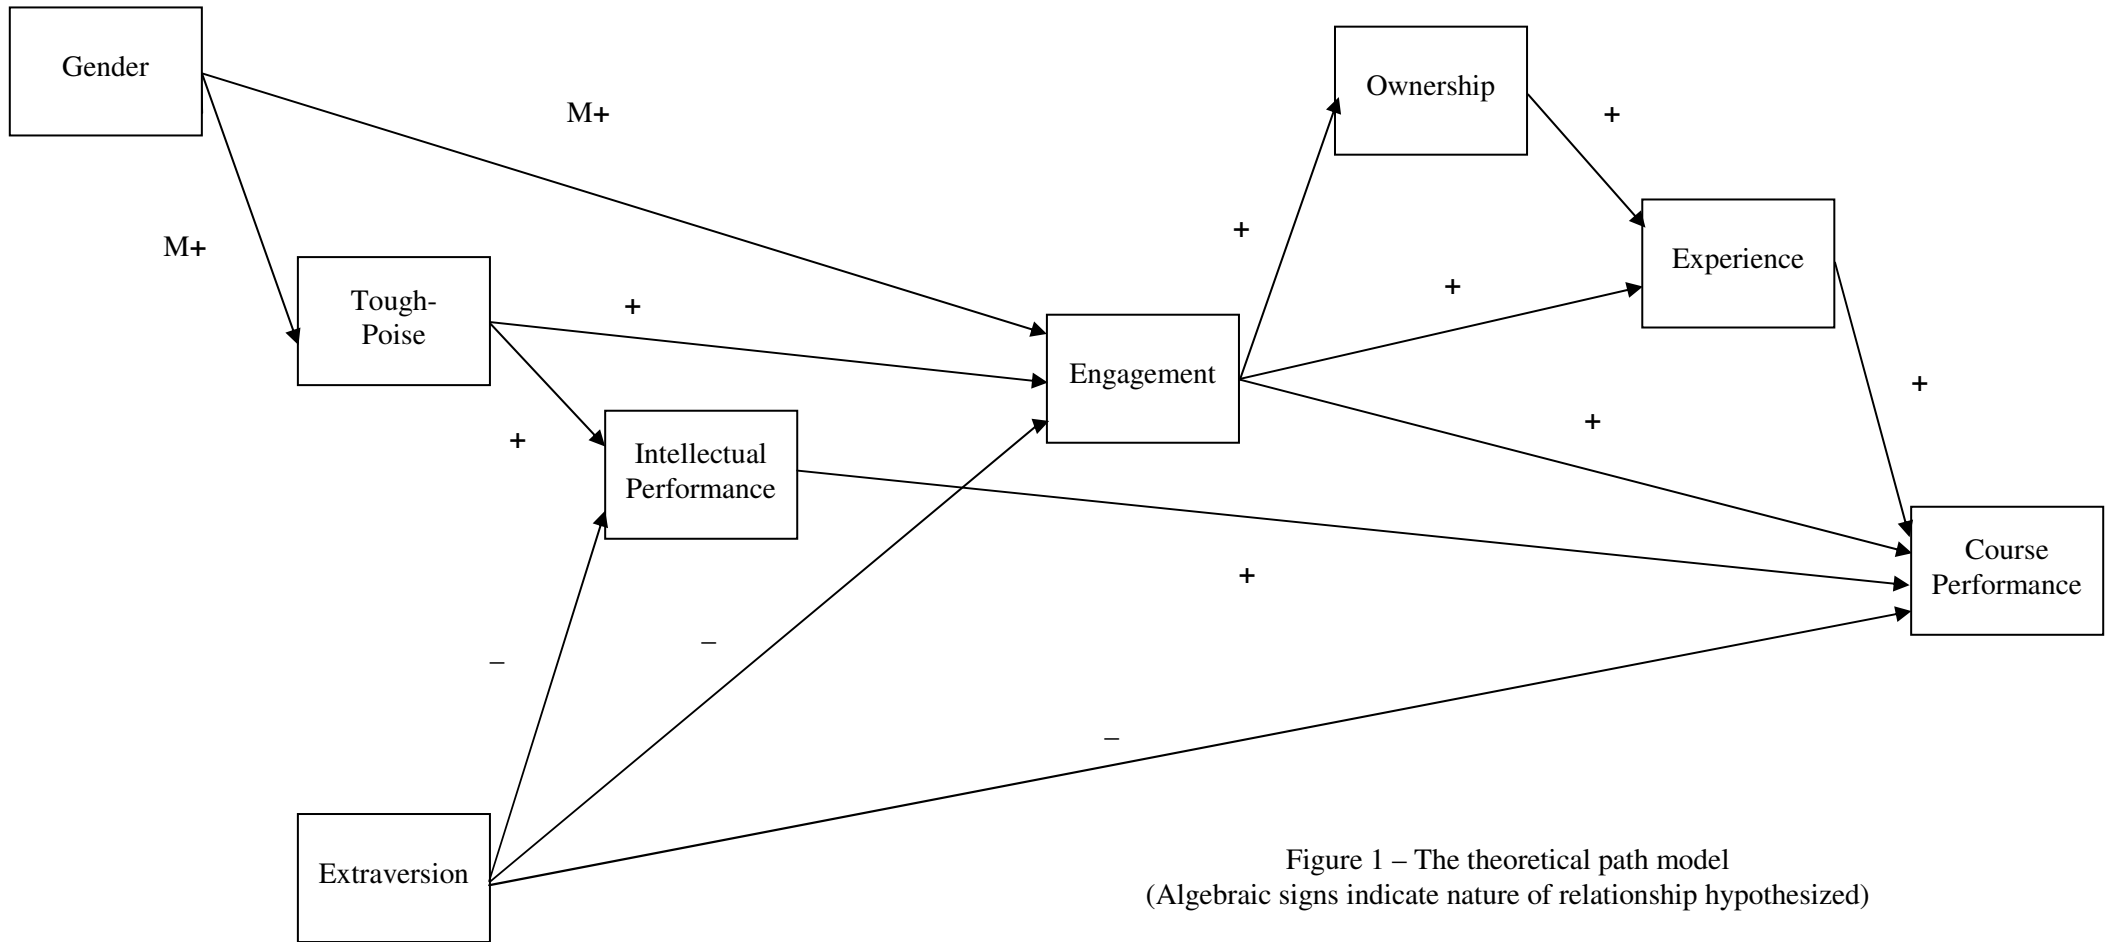 Gender
M+
Ownership
+
M+
+
Experience
Tough-
Poise
+
+
Engagement
+
+
+
Intellectual
Performance
Course
Performance
+
–
–
–
Extraversion
Figure 1 – The theoretical path model
(Algebraic signs indicate nature of relationship hypothesized)